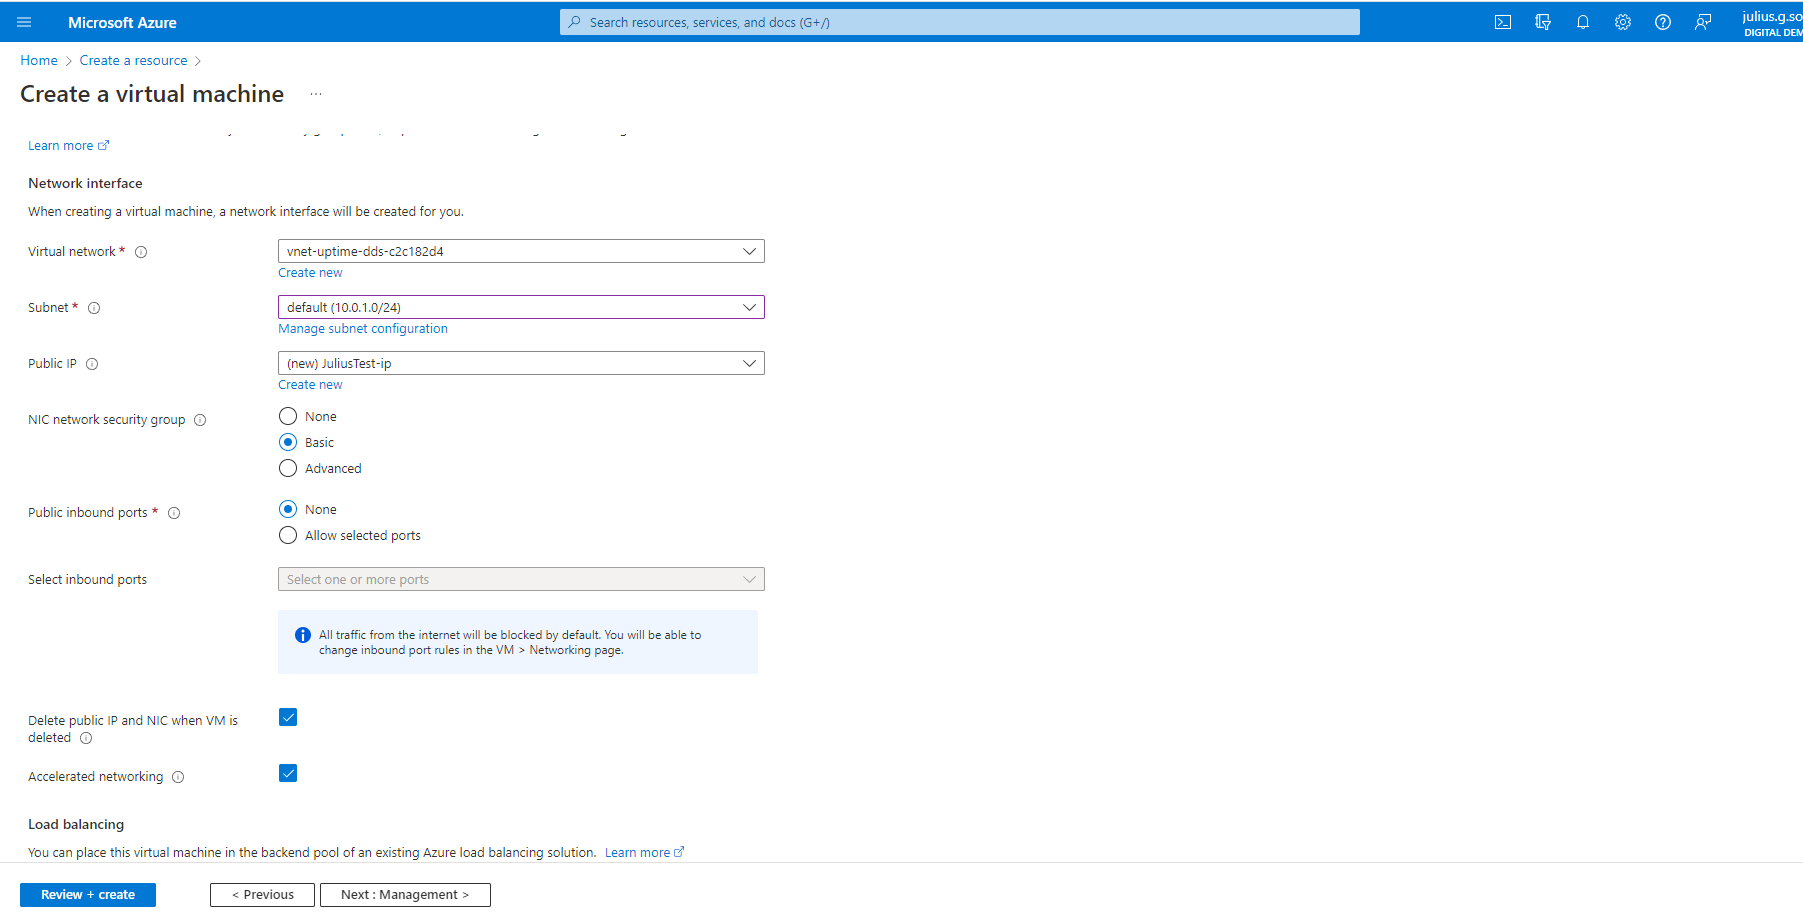 Microsoft Azure
Search resources, services, and docs (G+/)
julius.g.so
DIGITAL DEM
Home > Create a resource >
Create a virtual machine ...
Learn more
Network interface
When creating a virtual machine, a network interface will be created for you.
Virtual network *
vnet-uptime-dds-c2c182d4
Create new
Subnet *
default (10.0.1.0/24)
Manage subnet configuration
Public IP
(new) JuliusTest-ip
Create new
NIC network security group
None
Basic
Advanced
Public inbound ports *
None
Allow selected ports
Select inbound ports
Select one or more ports
All traffic from the internet will be blocked by default. You will be able to
change inbound port rules in the VM > Networking page.
Delete public IP and NIC when VM is
deleted
Accelerated networking
Load balancing
You can place this virtual machine in the backend pool of an existing Azure load balancing solution. Learn more
Review + create
< Previous
Next : Management >